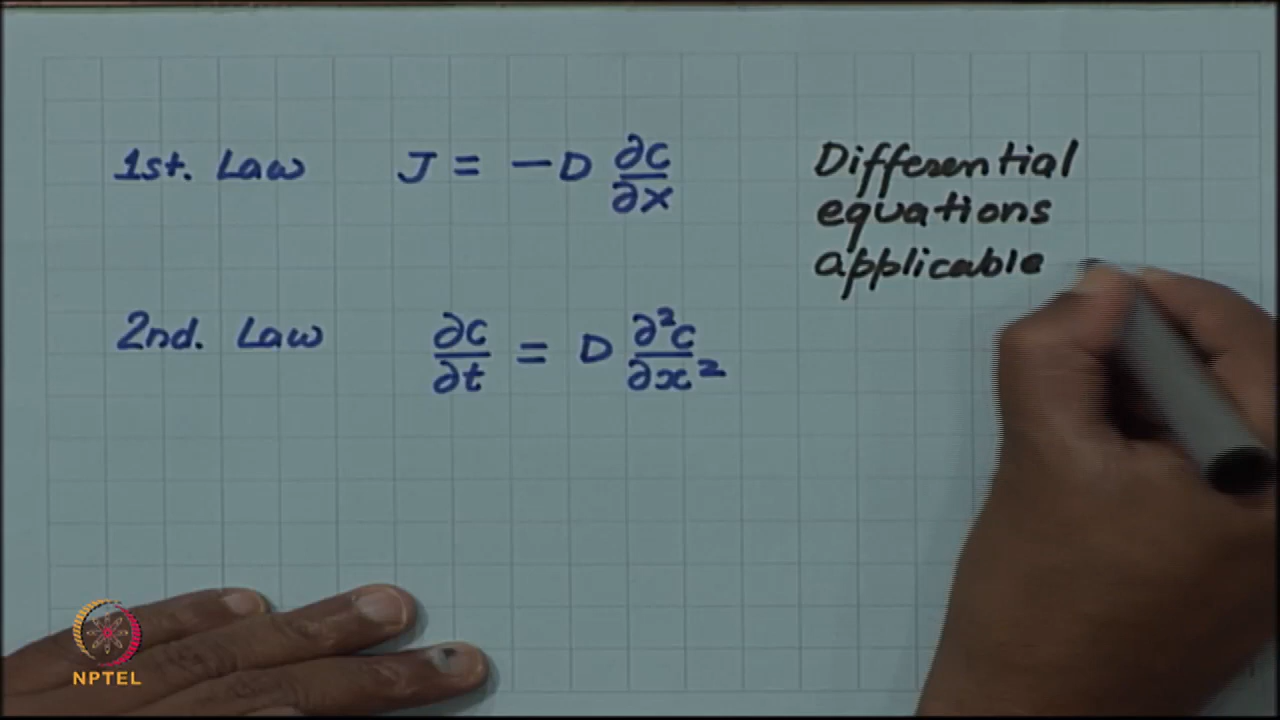 1st. Law J = -D ∂c/∂x
2nd. Law ∂c/∂t = D ∂²c/∂x²
Differential
equations
applicable
NPTEL